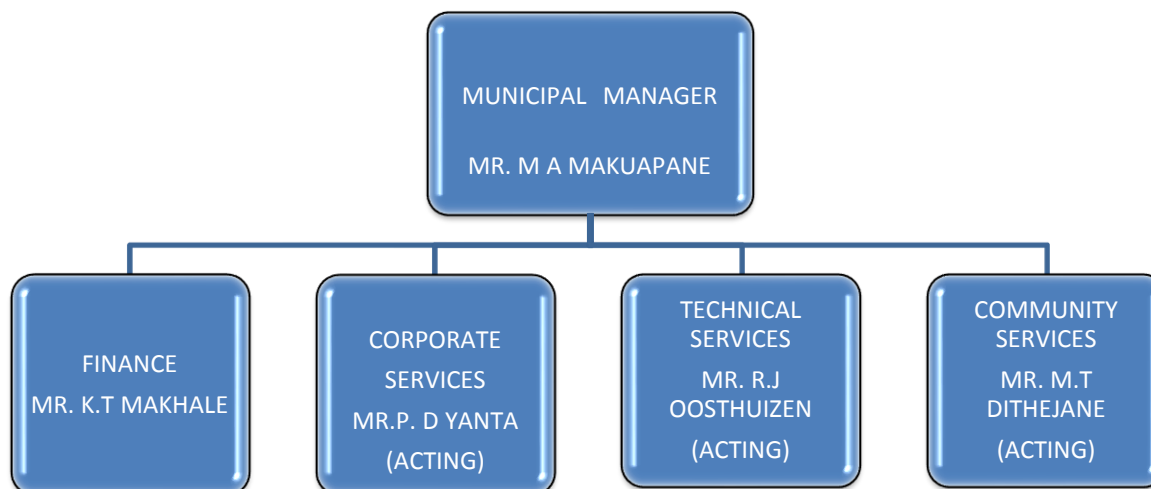 MUNICIPAL MANAGER
MR. M A MAKUAPANE
FINANCE
MR. K.T MAKHALE
CORPORATE
SERVICES
MR.P. D YANTA
(ACTING)
TECHNICAL
SERVICES
MR. R.J
OOSTHUIZEN
(ACTING)
COMMUNITY
SERVICES
MR. M.T
DITHEJANE
(ACTING)